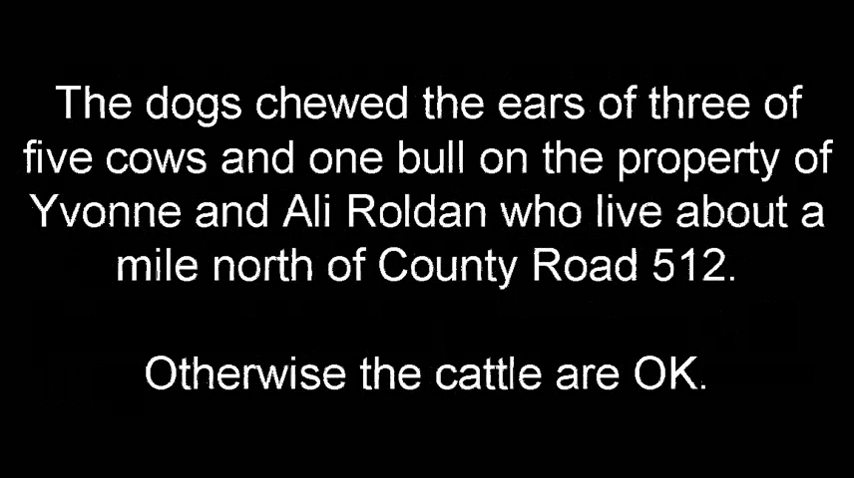 The dogs chewed the ears of three of
five cows and one bull on the property of
Yvonne and Ali Roldan who live about a
mile north of County Road 512.
Otherwise the cattle are OK.